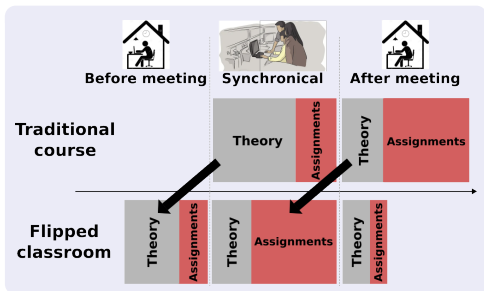 Before meeting
Synchronical
After meeting
Traditional
course
Theory
Assignments
Theory
Assignments
Flipped
classroom
Theory
Assignments
Theory
Assignments
Theory
Assignments